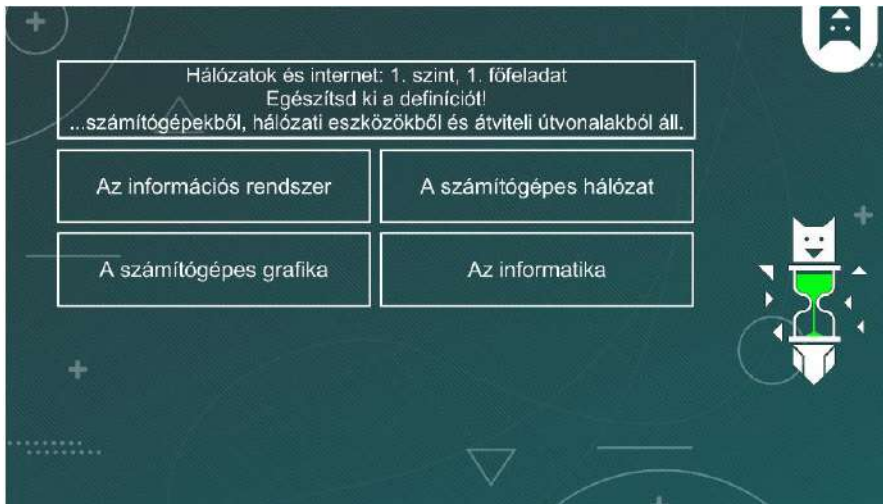 Hálózatok és internet: 1. szint, 1. főfeladat
Egészítsd ki a definíciót!
...számítógépekből, hálózati eszközökből és átviteli útvonalakból áll.
Az információs rendszer
A számítógépes hálózat
A számítógépes grafika
Az informatika